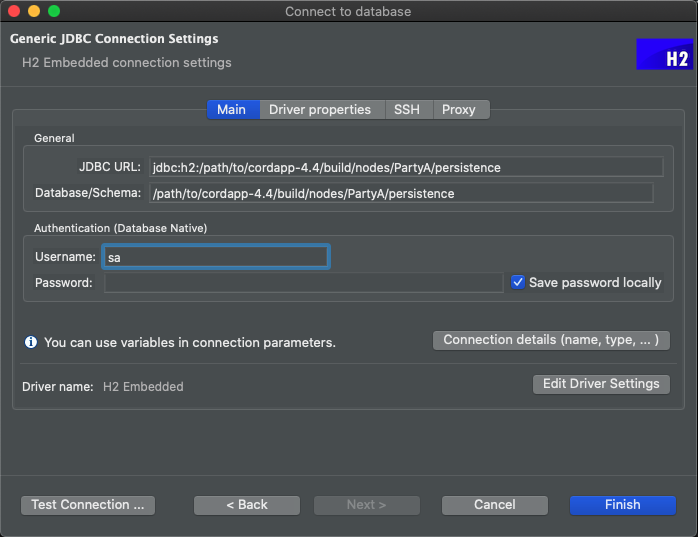 Connect to database
Generic JDBC Connection Settings
H2 Embedded connection settings
H2
Main Driver properties SSH Proxy
General
JDBC URL: jdbc:h2:/path/to/cordapp-4.4/build/nodes/PartyA/persistence
Database/Schema: /path/to/cordapp-4.4/build/nodes/PartyA/persistence
Authentication (Database Native)
Username: sa
Password: Save password locally
You can use variables in connection parameters. Connection details (name, type, ... )
Driver name: H2 Embedded Edit Driver Settings
Test Connection ... < Back Next > Cancel Finish